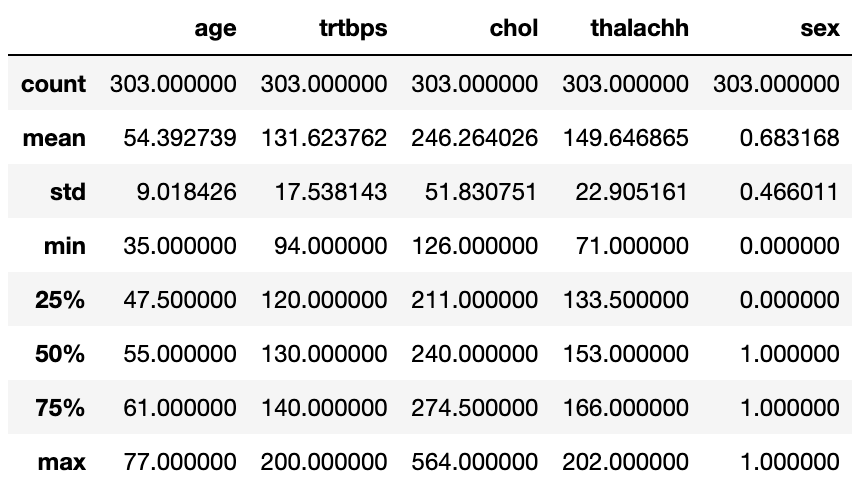 age trtbps chol thalachh sex
count 303.000000 303.000000 303.000000 303.000000 303.000000
mean 54.392739 131.623762 246.264026 149.646865 0.683168
std 9.018426 17.538143 51.830751 22.905161 0.466011
min 35.000000 94.000000 126.000000 71.000000 0.000000
25% 47.500000 120.000000 211.000000 133.500000 0.000000
50% 55.000000 130.000000 240.000000 153.000000 1.000000
75% 61.000000 140.000000 274.500000 166.000000 1.000000
max 77.000000 200.000000 564.000000 202.000000 1.000000